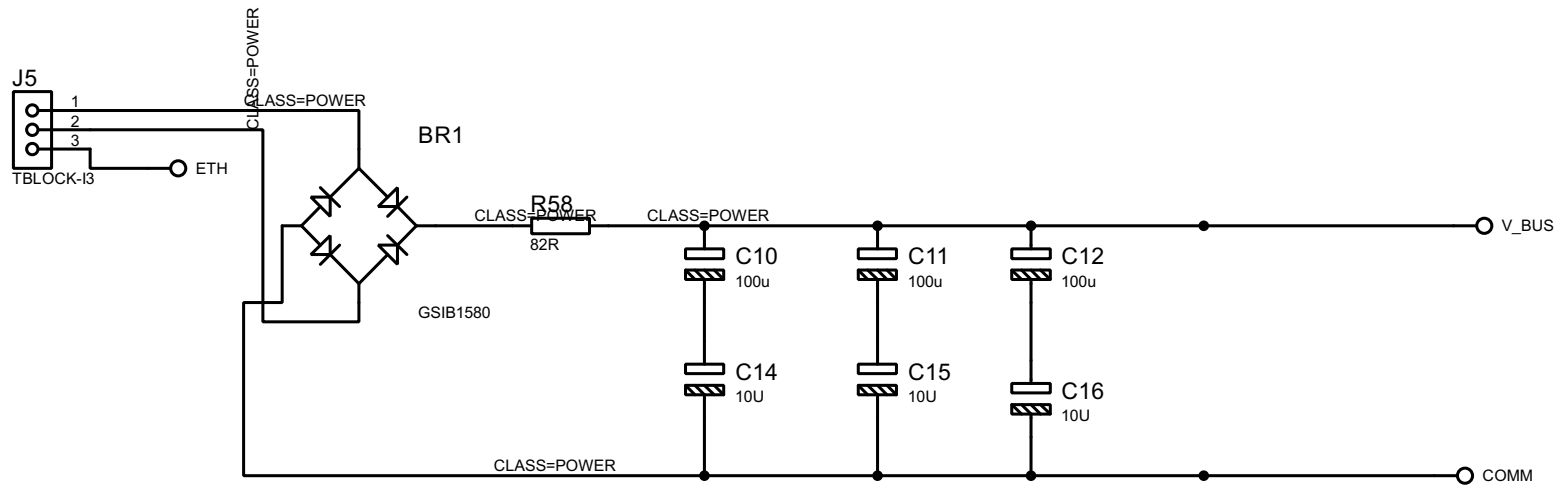 CLASS=POWER
J5
1
CLASS=POWER
2
3
BR1
ETH
TBLOCK-I3
R58
CLASS=POWER
CLASS=POWER
V_BUS
82R
C10
C11
C12
100u
100u
100u
GSIB1580
C14
C15
C16
10U
10U
10U
CLASS=POWER
COMM